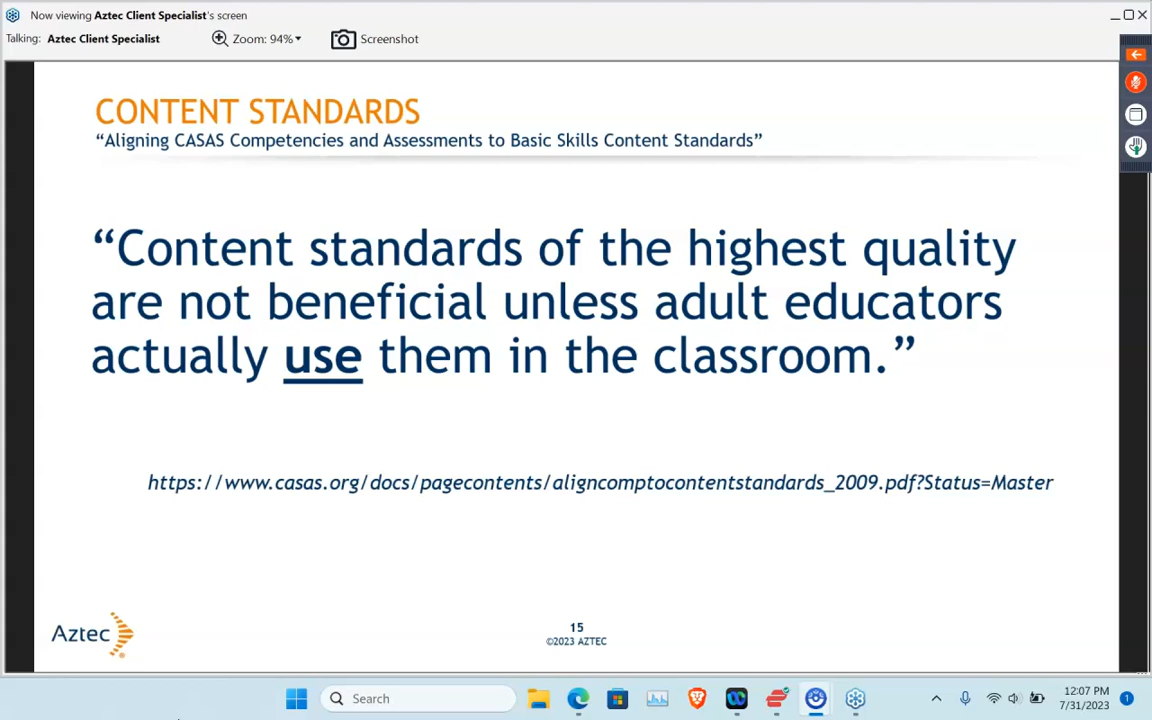 Now viewing Aztec Client Specialist's screen
Talking: Aztec Client Specialist
Zoom: 94%
Screenshot
CONTENT STANDARDS
“Aligning CASAS Competencies and Assessments to Basic Skills Content Standards”
“Content standards of the highest quality
are not beneficial unless adult educators
actually use them in the classroom.”
https://www.casas.org/docs/pagecontents/aligncomptocontentstandards_2009.pdf?Status=Master
Aztec
15
©2023 AZTEC
Search
12:07 PM
7/31/2023
1